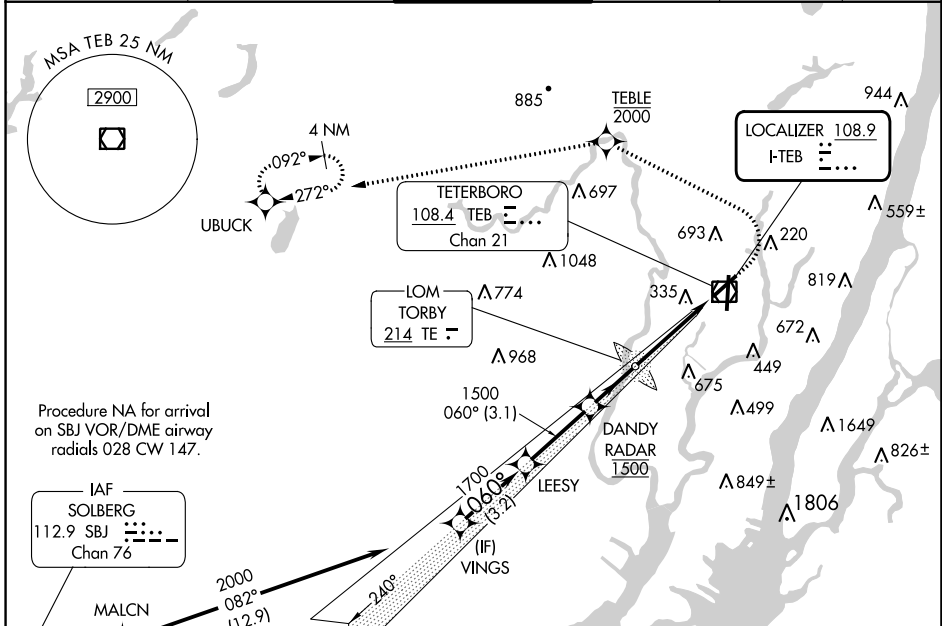 MSA TEB 25 NM
2900
885
TEBLE
2000
944
LOCALIZER 108.9
I-TEB
4 NM
092°
272°
UBUCK
TETERBORO
108.4 TEB
Chan 21
697
559±
693
220
1048
819
LOM
TORBY
214 TE
774
335
672
968
449
675
1500
060° (3.1)
499
DANDY
RADAR
1500
1649
826±
Procedure NA for arrival
on SBJ VOR/DME airway
radials 028 CW 147.
LEESY
849±
1806
1700
060°
(3.2)
IAF
SOLBERG
112.9 SBJ
Chan 76
(IF)
VINGS
240°
2000
082°
(12.9)
MALCN